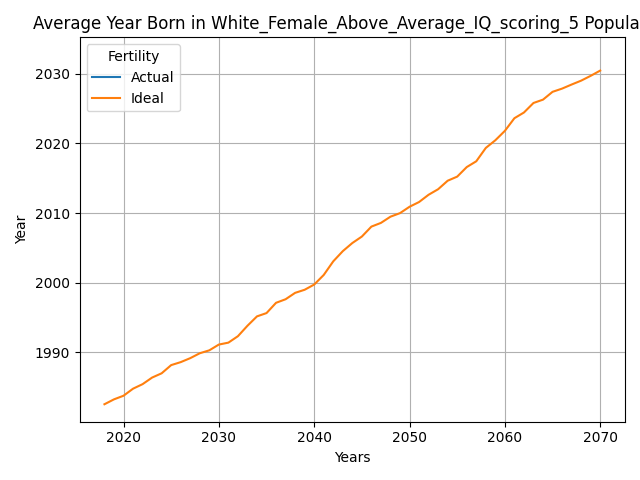 Average Year Born in White_Female_Above_Average_IQ_scoring_5 Popula
Fertility
Actual
Ideal
Year
2030
2020
2010
2000
1990
2020 2030 2040 2050 2060 2070
Years